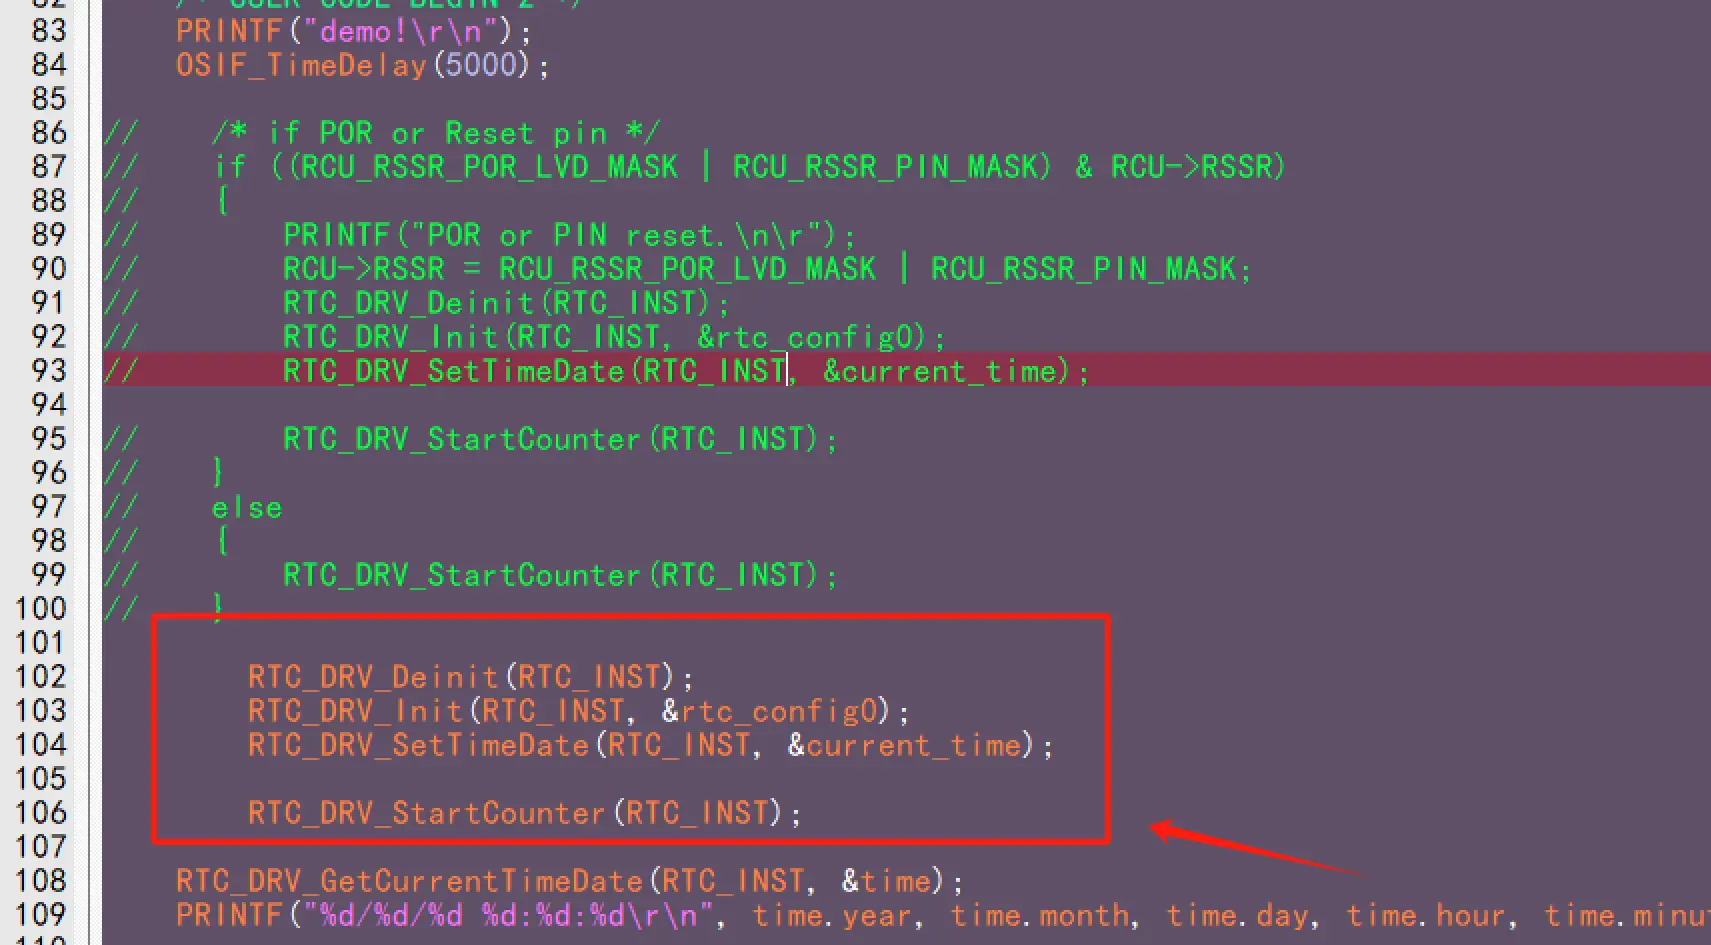 83 PRINTF("demo!\r\n");
84 OSIF_TimeDelay(5000);
85
86 // /* if POR or Reset pin */
87 // if ((RCU_RSSR_POR_LVD_MASK | RCU_RSSR_PIN_MASK) & RCU->RSSR)
88 // {
89 // PRINTF("POR or PIN reset.\n\r");
90 // RCU->RSSR = RCU_RSSR_POR_LVD_MASK | RCU_RSSR_PIN_MASK;
91 // RTC_DRV_Deinit(RTC_INST);
92 // RTC_DRV_Init(RTC_INST, &rtc_config0);
93 // RTC_DRV_SetTimeDate(RTC_INST, &current_time);
94
95 // RTC_DRV_StartCounter(RTC_INST);
96 // }
97 // else
98 // {
99 // RTC_DRV_StartCounter(RTC_INST);
100 // }
101
102 RTC_DRV_Deinit(RTC_INST);
103 RTC_DRV_Init(RTC_INST, &rtc_config0);
104 RTC_DRV_SetTimeDate(RTC_INST, &current_time);
105
106 RTC_DRV_StartCounter(RTC_INST);
107
108 RTC_DRV_GetCurrentTimeDate(RTC_INST, &time);
109 PRINTF("%d/%d/%d %d:%d:%d\r\n", time.year, time.month, time.day, time.hour,